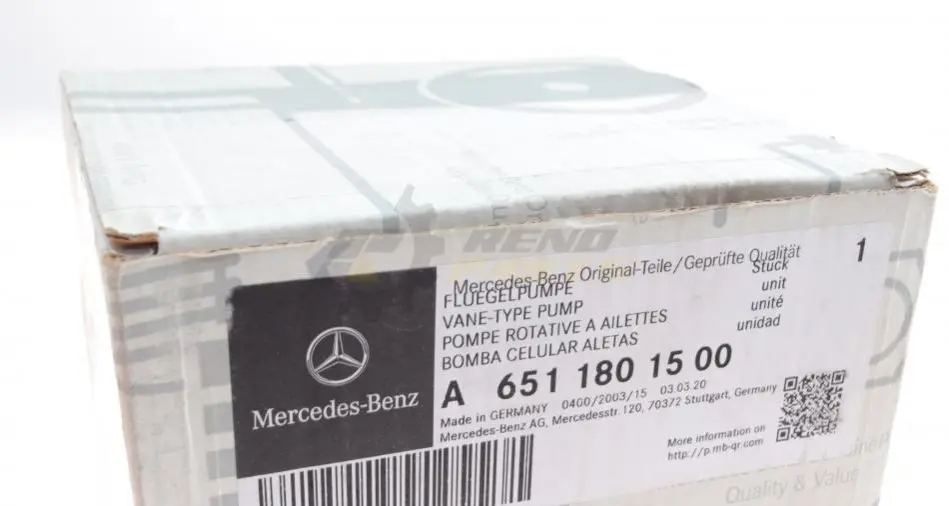 RENO
Mercedes-Benz Original-Teile/Geprüfte Qualität
1
FLUEGELPUMPE
Stück
VANE-TYPE PUMP
unit
POMPE ROTATIVE A AILETTES
unité
BOMBA CELULAR ALETAS
unidad
A 651 180 15 00
Made in GERMANY 0400/2003/15 03.03.20
Mercedes-Benz AG, Mercedesstr.120, 70372 Stuttgart, Germany
Mercedes-Benz
More information on
http://p.mb-qr.com
Quality & Value